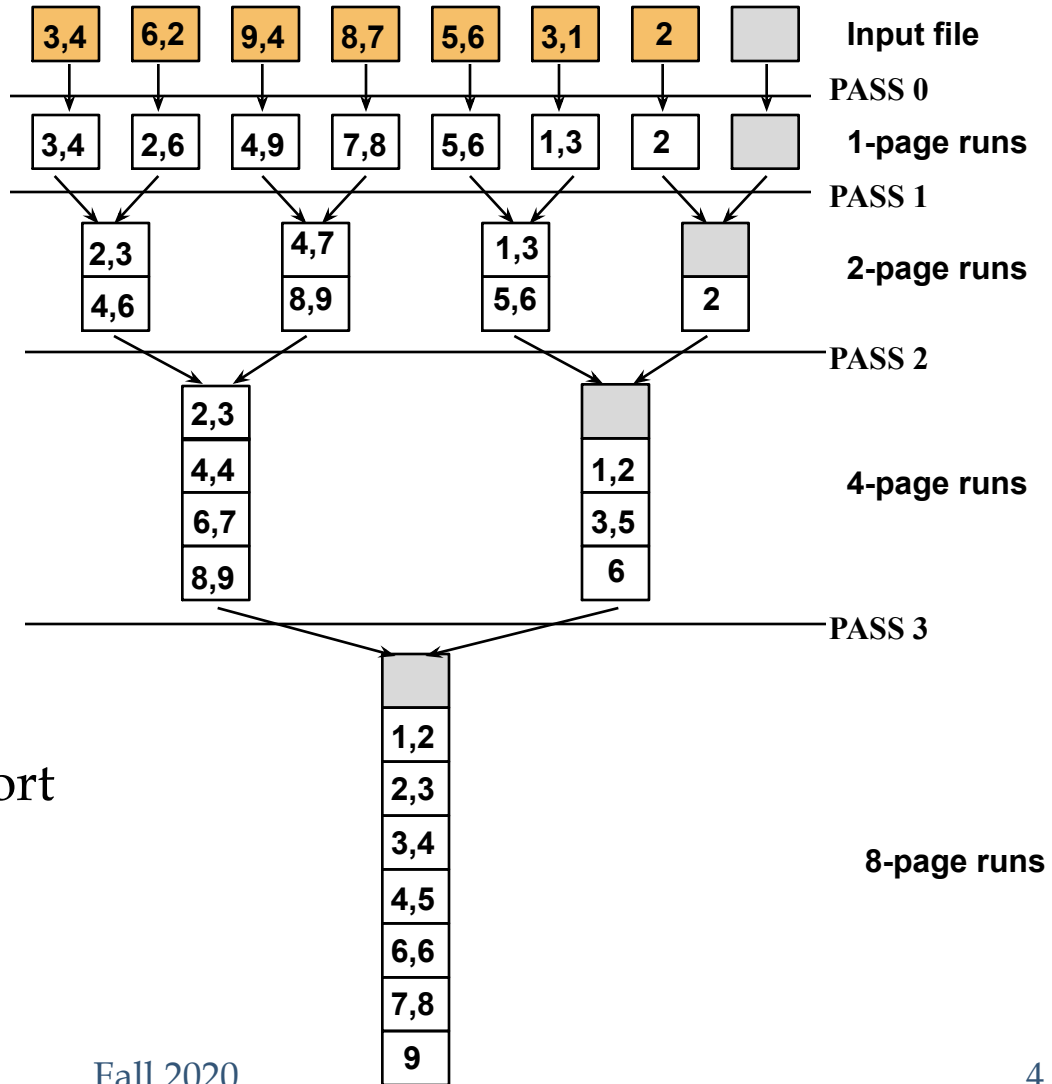 3,4 6,2 9,4 8,7 5,6 3,1 2 Input file
PASS 0
3,4 2,6 4,9 7,8 5,6 1,3 2 1-page runs
PASS 1
2,3 4,7 1,3
2-page runs
4,6 8,9 5,6 2
PASS 2
2,3
4,4 1,2
4-page runs
6,7 3,5
8,9 6
PASS 3
1,2
ort
2,3
3,4
8-page runs
4,5
6,6
7,8
9
Fall 2020 4